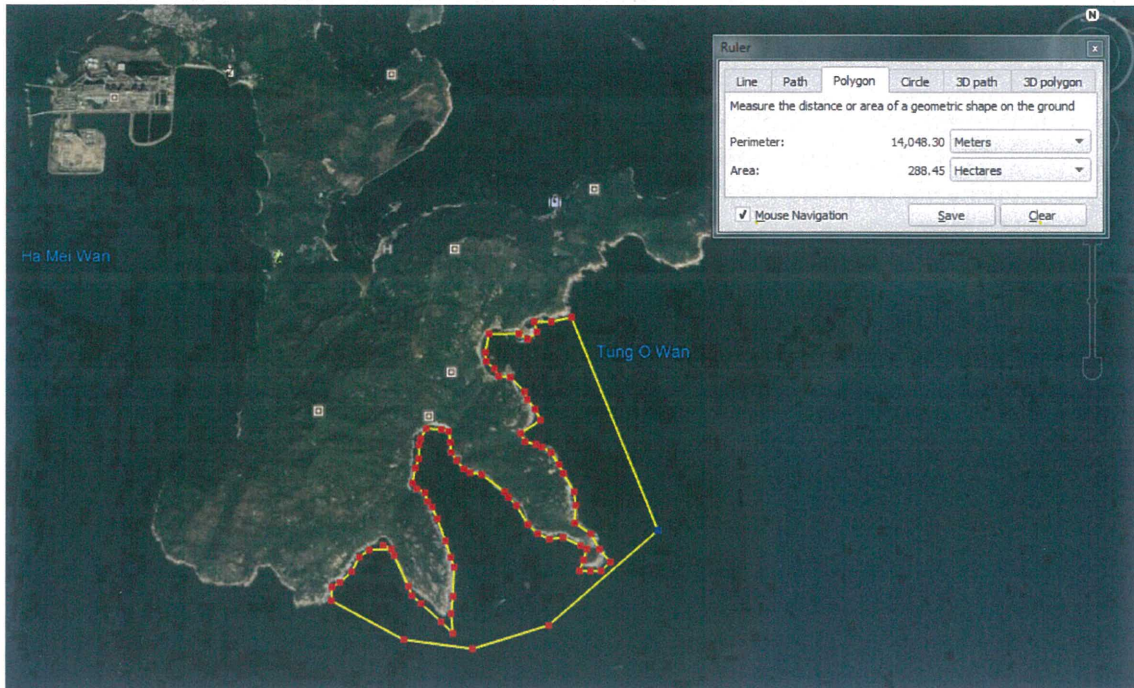 N
Ruler
x
Line Path Polygon Circle 3D path 3D polygon
Measure the distance or area of a geometric shape on the ground
Perimeter: 14,048.30 Meters
Area: 288.45 Hectares
Mouse Navigation Save Clear
Ha Mei Wan
Tung O Wan